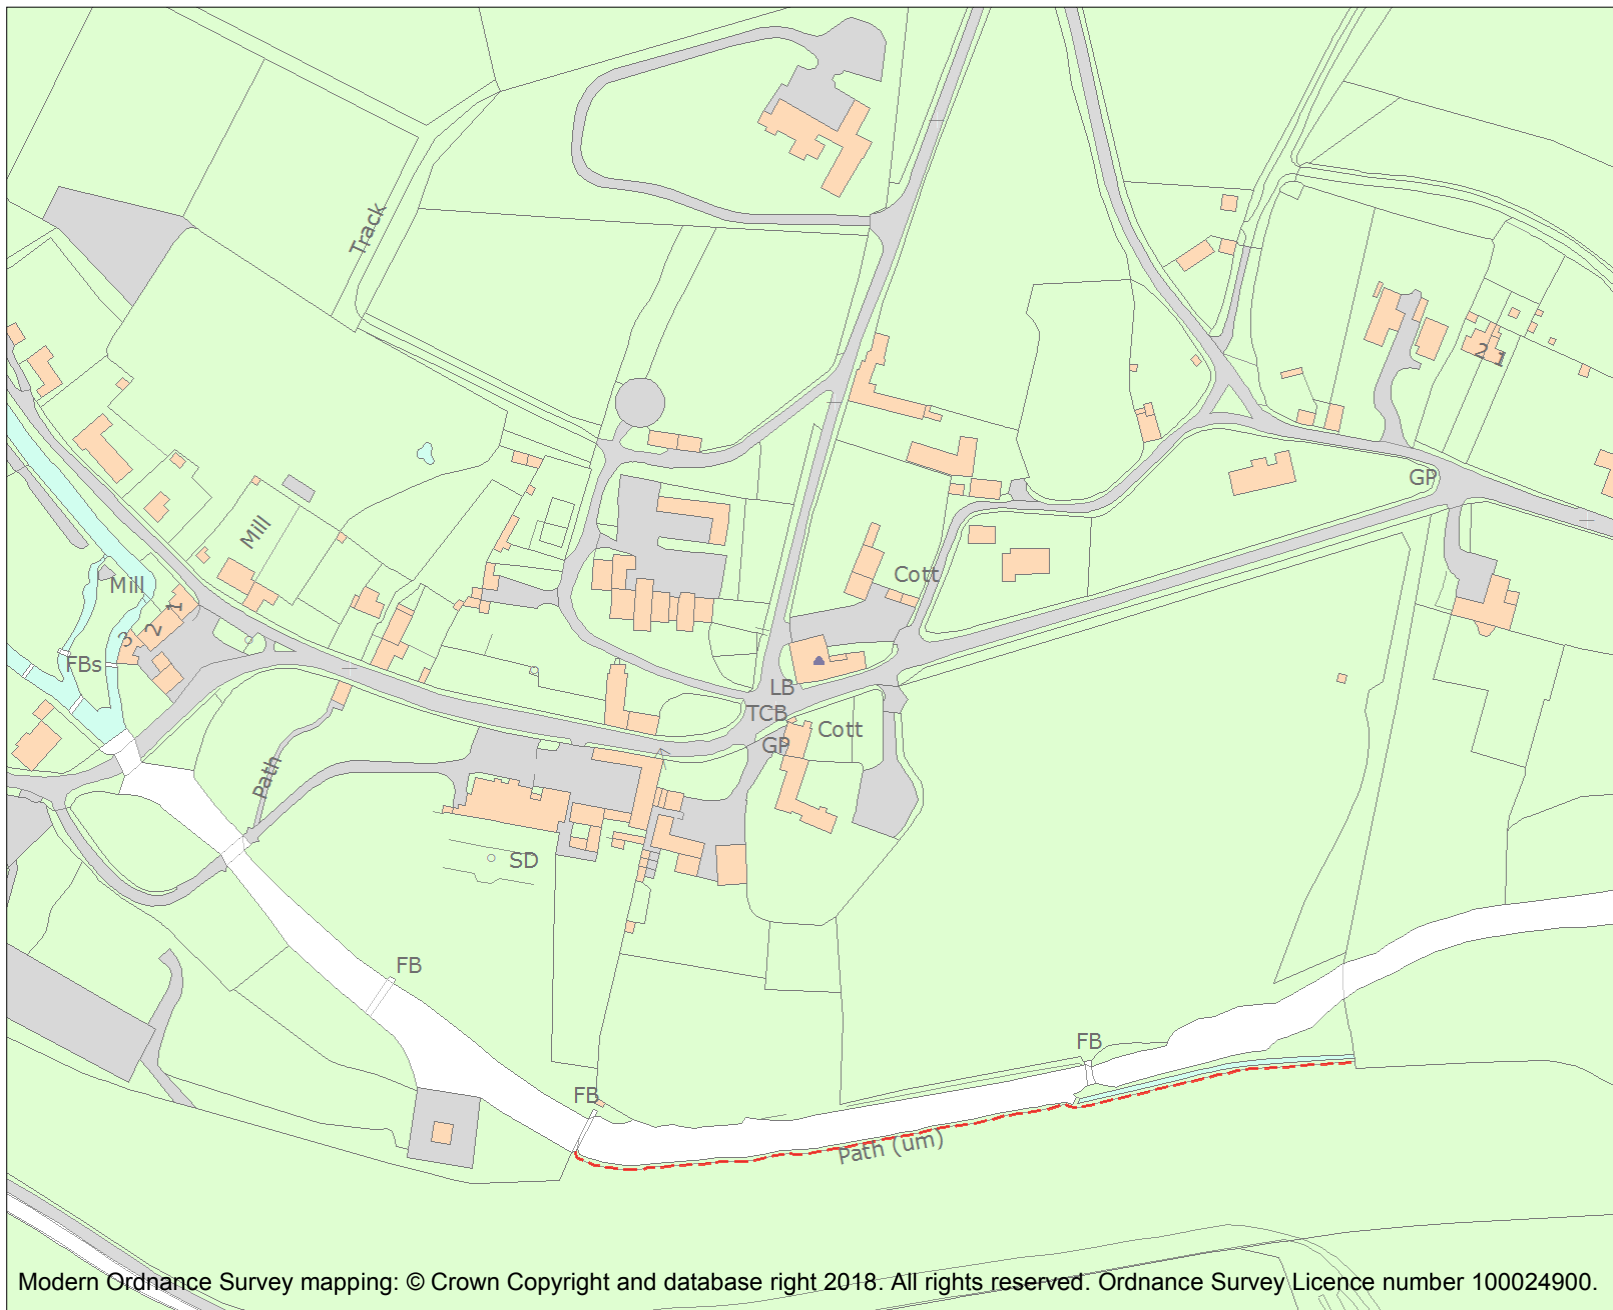 Track
2
1
GP
Mill
Cott
Mill
1
2
3
FBs
LB
TCB
Cott
GP
Path
SD
FB
FB
FB
Path (um)
Modern Ordnance Survey mapping: © Crown Copyright and database right 2018. All rights reserved. Ordnance Survey Licence number 100024900.